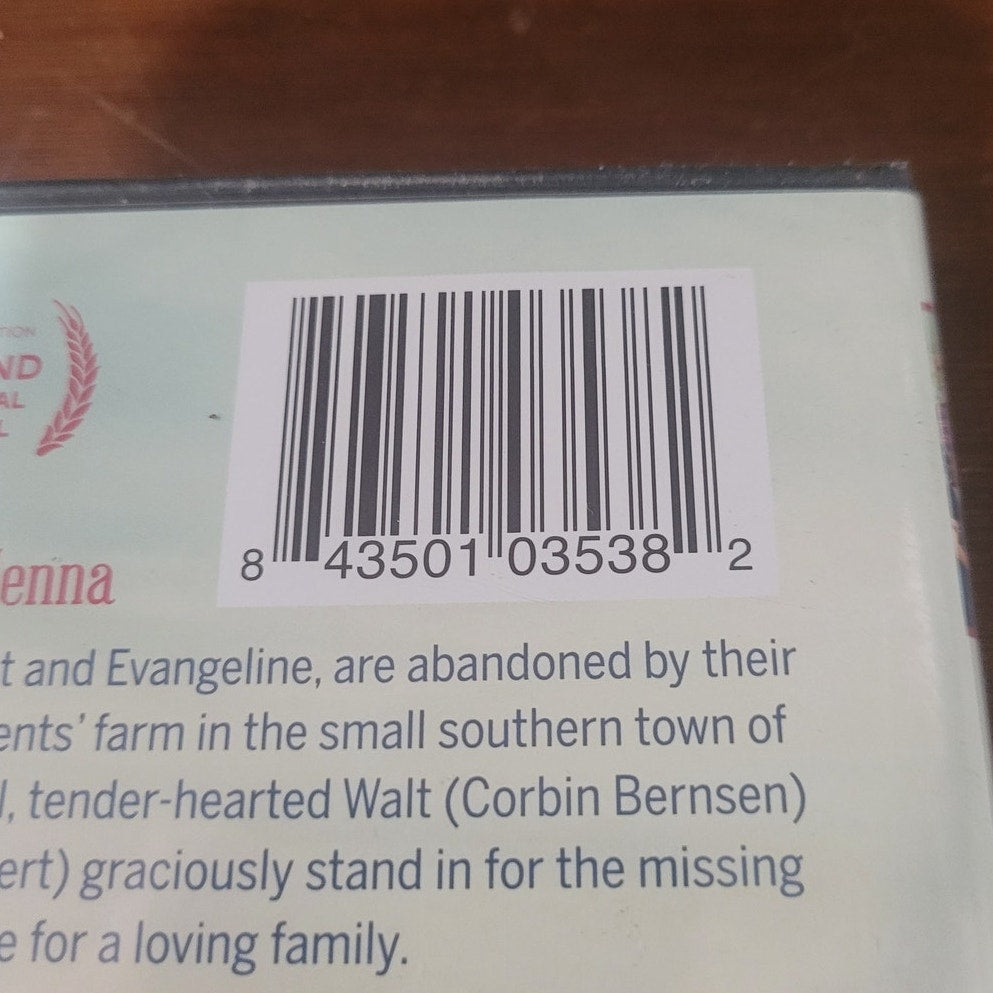 TION
ND
AL
L
8 43501 03538 2
enna
t and Evangeline, are abandoned by their
ents' farm in the small southern town of
l, tender-hearted Walt (Corbin Bernsen)
ert) graciously stand in for the missing
e for a loving family.